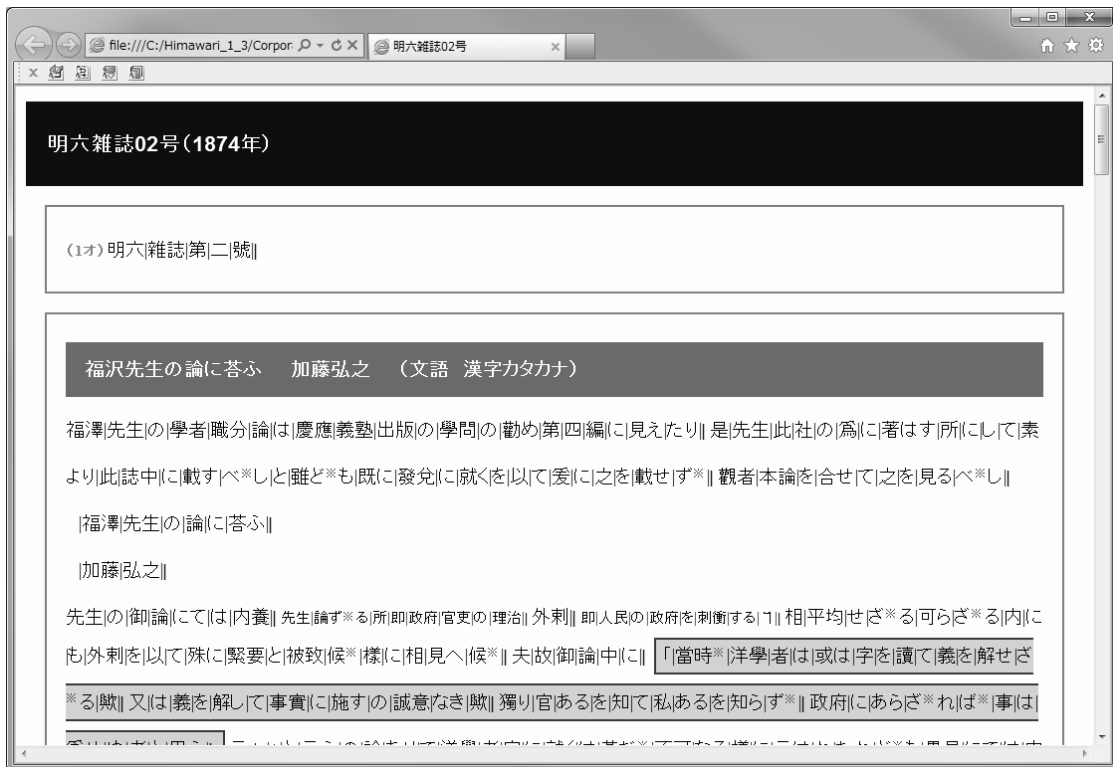 file:///C:/Himawari_1_3/Corpor
明六雑誌02号
明六雑誌02号（1874年）
(1オ) 明六|雜誌|第|二|號‖
福沢先生の論に荅ふ 加藤弘之 （文語 漢字カタカナ）
福澤|先生|の|學者|職分|論|は|慶應|義塾|出版|の|學問|の|勸め|第|四|編|に|見え|たり‖ 是|先生|此|社|の|爲|に|著はす|所|に|して|素
より|此|誌中|に|載す|べ※し|と|雖ど※も|既に|發兌|に|就く|を|以|て|爰|に|之|を|載せ|ず※‖ 觀者|本論|を|合せ|て|之|を|見る|べ※し‖
|福澤|先生|の|論|に|荅ふ‖
|加藤|弘之‖
先生|の|御|論|にて|は|内養‖ 先生|論ず※る|所|即|政府|官吏|の|理治| 外刺‖ 即|人民|の|政府|を|刺衝|する|ヿ| 相|平均|せ|ざ※る|可ら|ざ※る|内|に
も|外刺|を|以|て|殊に|緊要|と|被致|候※|樣|に|相|見へ|候※‖ 夫|故|御|論|中|に‖ 「|當時※|洋學|者|は|或は|字|を|讀|て|義|を|解せ|ざ
※る|歟‖ 又|は|義|を|解し|て|事實|に|施す|の|誠意|なき|歟‖ 獨り|官|ある|を|知|て|私|ある|を|知ら|ず※‖ 政府|に|あら|ざ※れ|ば※|事|は|